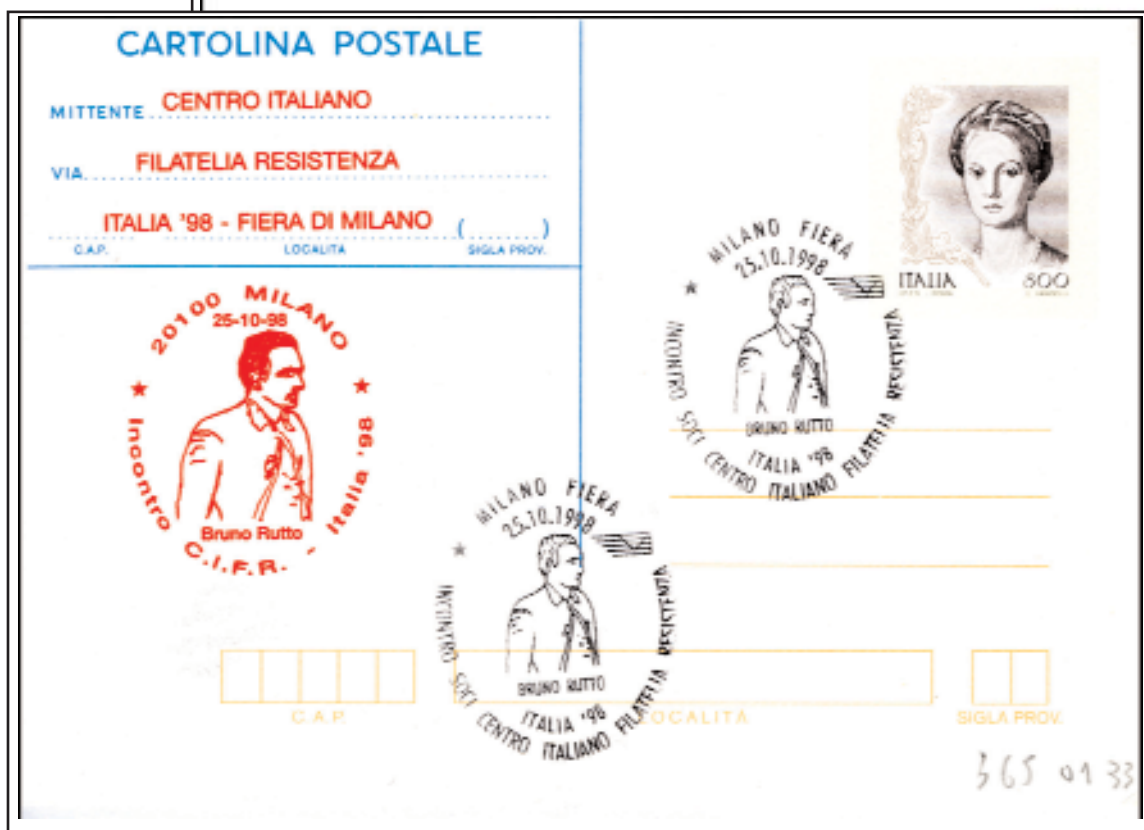 CARTOLINA POSTALE
MITTENTE CENTRO ITALIANO
VIA FILATELIA RESISTENZA
ITALIA '98 - FIERA DI MILANO ( )
C.A.P. LOCALITÀ SIGLA PROV.
ITALIA 800
20100 MILANO
25-10-98
Bruno Rutto
Incontro C.I.F.R. - Italia '98
MILANO FIERA
25.10.1998
BRUNO RUTTO
ITALIA '98
INCONTRO SOCI CENTRO ITALIANO FILATELIA RESISTENZA
MILANO FIERA
25.10.1998
BRUNO RUTTO
ITALIA '98
INCONTRO SOCI CENTRO ITALIANO FILATELIA RESISTENZA
C.A.P. LOCALITÀ SIGLA PROV.
365 01 33